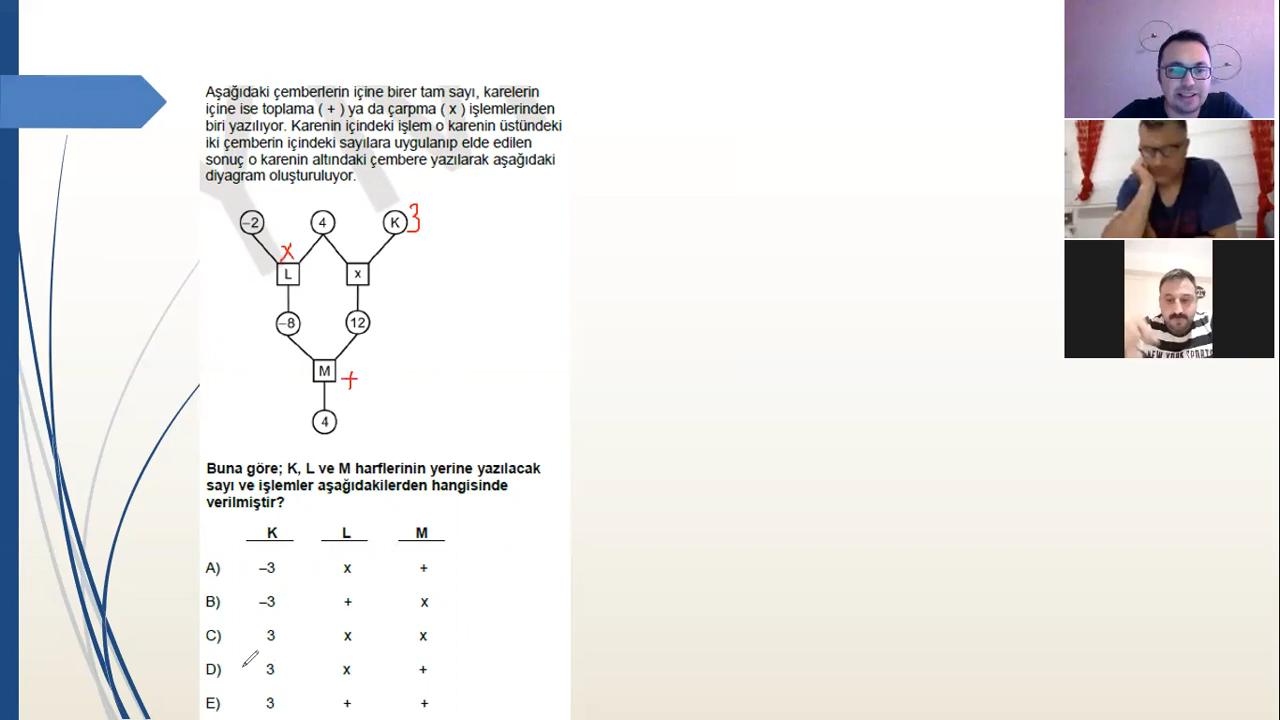 Aşağıdaki çemberlerin içine birer tam sayı, karelerin
içine ise toplama ( + ) ya da çarpma ( x ) işlemlerinden
biri yazılıyor. Karenin içindeki işlem o karenin üstündeki
iki çemberin içindeki sayılara uygulanıp elde edilen
sonuç o karenin altındaki çembere yazılarak aşağıdaki
diyagram oluşturuluyor.
–2 4 K 3
x
L x
–8 12
M +
4
Buna göre; K, L ve M harflerinin yerine yazılacak
sayı ve işlemler aşağıdakilerden hangisinde
verilmiştir?
K L M
A) –3 x +
B) –3 + x
C) 3 x x
D) 3 x +
E) 3 + +